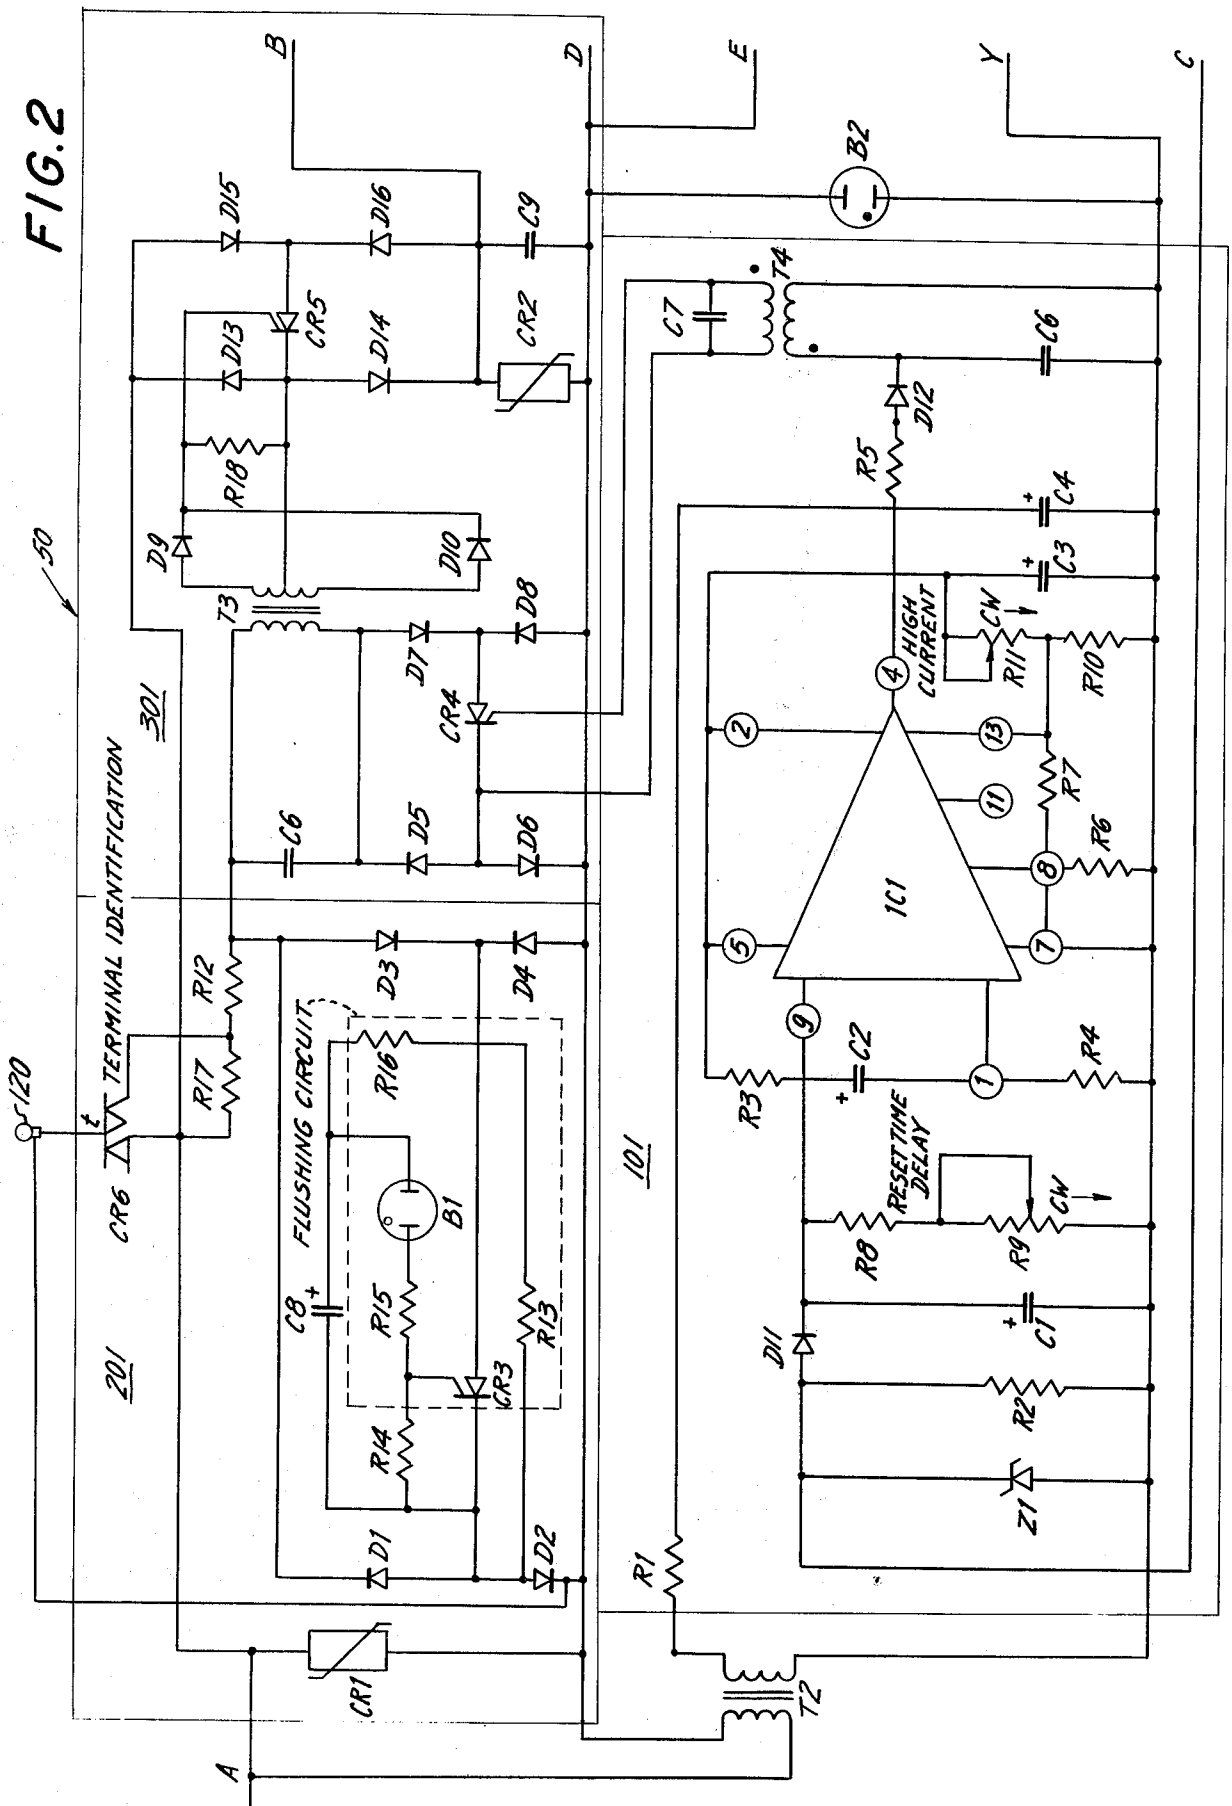 FIG.2
50
120
t
TERMINAL IDENTIFICATION
CR6
201
301
A
B
D
E
Y
C
R17
R12
CR1
C8
+
FLUSHING CIRCUIT
D1
R14
R15
B1
R16
D3
CR3
R13
D2
D4
C6
D5
D6
T3
D7
CR4
D8
D9
R18
D10
D13
CR5
D14
CR2
D15
D16
C9
R1
T2
101
C7
T4
B2
Z1
R2
D11
+
C1
R8
RESET TIME
DELAY
R9
CW
R3
+
C2
R4
1
9
5
2
IC1
7
8
11
13
4
HIGH
CURRENT
R6
R7
R11
CW
R10
+
C3
+
C4
R5
D12
C6